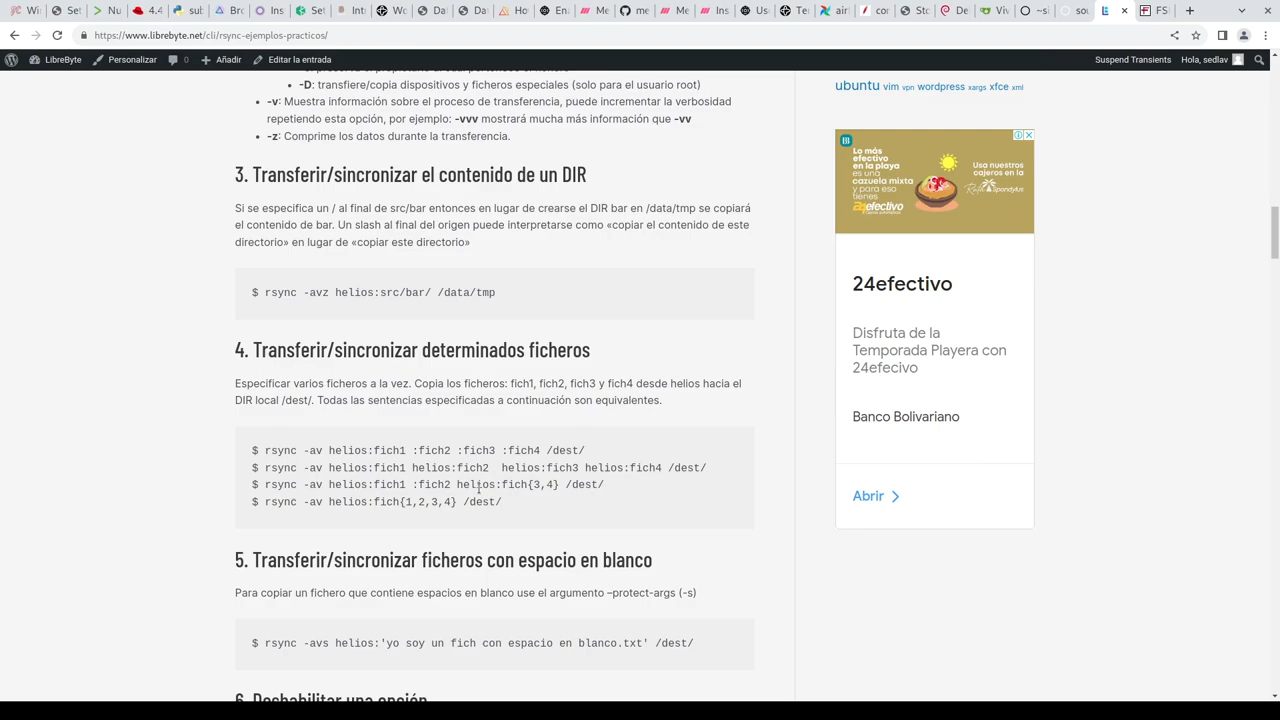 https://www.librebyte.net/cli/rsync-ejemplos-practicos/
LibreByte
Personalizar
0
Añadir
Editar la entrada
Suspend Transients
Hola, sedlav
-D: transfiere/copia dispositivos y ficheros especiales (solo para el usuario root)
-v: Muestra información sobre el proceso de transferencia, puede incrementar la verbosidad
repetiendo esta opción, por ejemplo: -vvv mostrará mucha más información que -vv
-z: Comprime los datos durante la transferencia.
3. Transferir/sincronizar el contenido de un DIR
Si se especifica un / al final de src/bar entonces en lugar de crearse el DIR bar en /data/tmp se copiará
el contenido de bar. Un slash al final del origen puede interpretarse como «copiar el contenido de este
directorio» en lugar de «copiar este directorio»
$ rsync -avz helios:src/bar/ /data/tmp
4. Transferir/sincronizar determinados ficheros
Especificar varios ficheros a la vez. Copia los ficheros: fich1, fich2, fich3 y fich4 desde helios hacia el
DIR local /dest/. Todas las sentencias especificadas a continuación son equivalentes.
$ rsync -av helios:fich1 :fich2 :fich3 :fich4 /dest/
$ rsync -av helios:fich1 helios:fich2  helios:fich3 helios:fich4 /dest/
$ rsync -av helios:fich1 :fich2 helios:fich{3,4} /dest/
$ rsync -av helios:fich{1,2,3,4} /dest/
5. Transferir/sincronizar ficheros con espacio en blanco
Para copiar un fichero que contiene espacios en blanco use el argumento –protect-args (-s)
$ rsync -avs helios:'yo soy un fich con espacio en blanco.txt' /dest/
ubuntu vim vpn wordpress xargs xfce xml
Lo más
efectivo
en la playa
es una
cazuela mixta
y para eso
tienes
24efectivo
Usa nuestros
cajeros en la
24efectivo
Disfruta de la
Temporada Playera con
24efecivo
Banco Bolivariano
Abrir